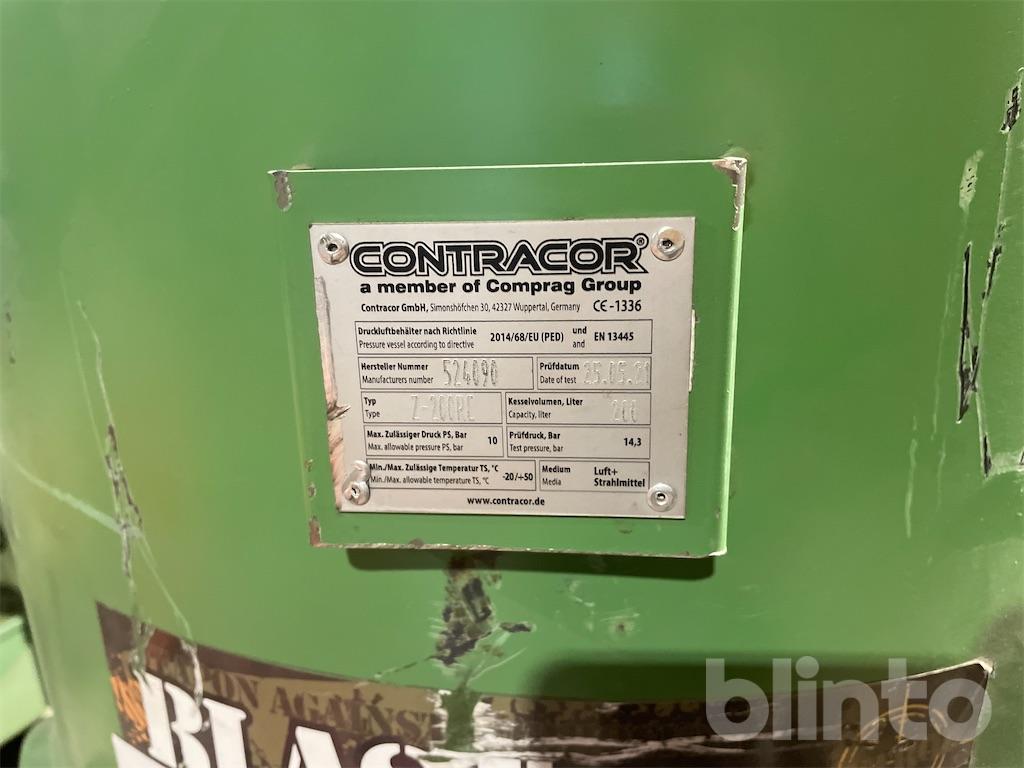 blinto
CONTRACOR®
a member of Comprag Group
Contracor GmbH, Simonshöfchen 30, 42327 Wuppertal, Germany CE-1336
Druckluftbehälter nach Richtlinie 2014/68/EU (PED) und EN 13445
Pressure vessel according to directive and
Hersteller Nummer 524090 Prüfdatum
Manufacturers number Date of test
Typ Kesselvolumen, Liter
Type Capacity, liter 200
Max. Zulässiger Druck PS, Bar 10 Prüfdruck, Bar 14,3
Max. allowable pressure PS, bar Test pressure, bar
Min./Max. Zulässige Temperatur TS, °C -20/+50 Medium Luft+
Min./Max. allowable temperature TS, °C Media Strahlmittel
www.contracor.de
AGAINST
blinto